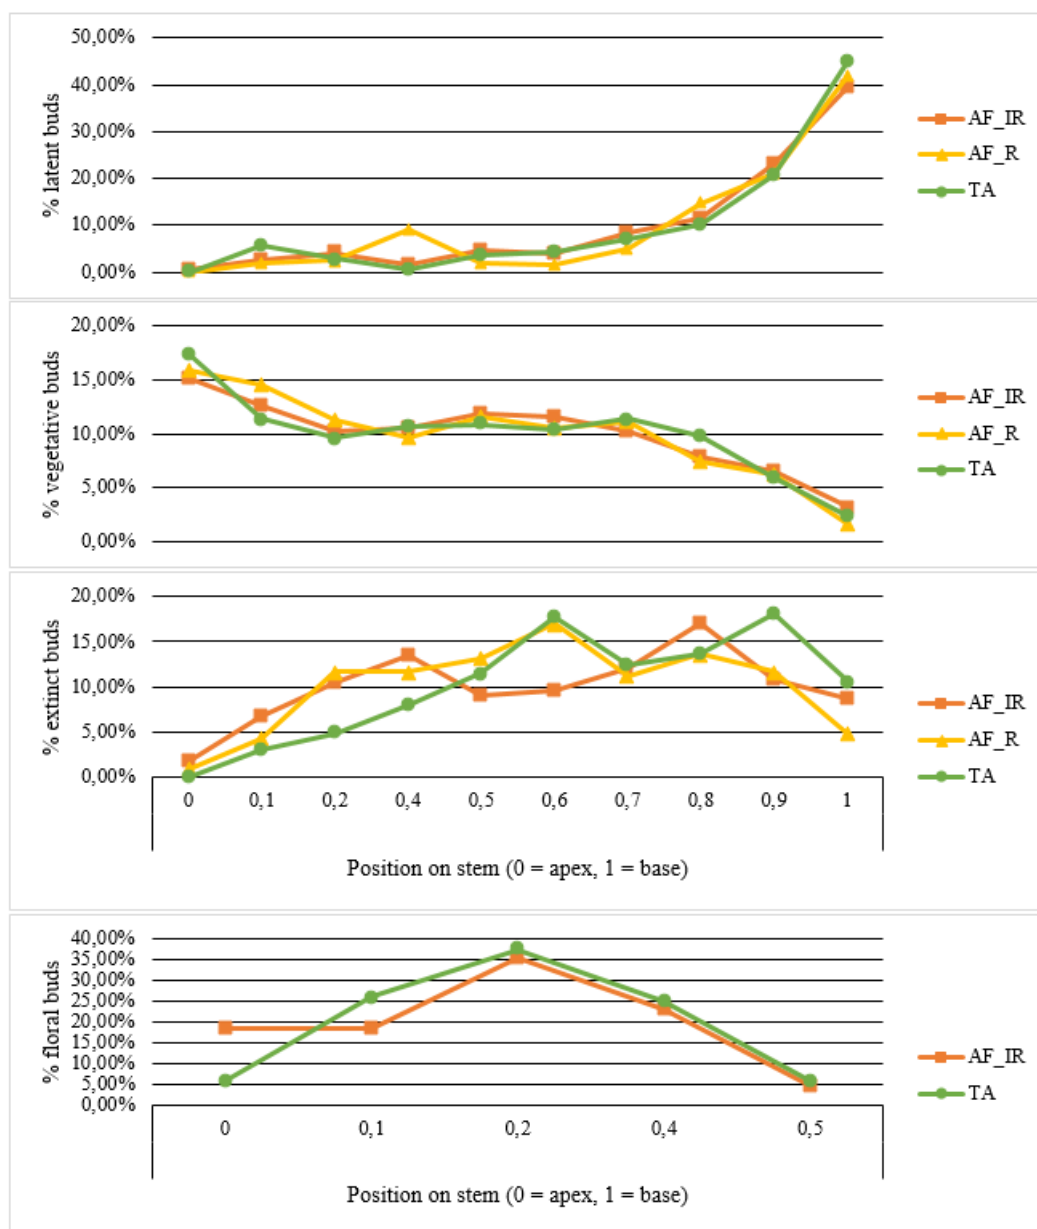 % latent buds
50,00%
40,00%
30,00%
20,00%
10,00%
0,00%
AF_IR
AF_R
TA
% vegetative buds
20,00%
15,00%
10,00%
5,00%
0,00%
AF_IR
AF_R
TA
% extinct buds
20,00%
15,00%
10,00%
5,00%
0,00%
AF_IR
AF_R
TA
0 0,1 0,2 0,4 0,5 0,6 0,7 0,8 0,9 1
Position on stem (0 = apex, 1 = base)
% floral buds
40,00%
35,00%
30,00%
25,00%
20,00%
15,00%
10,00%
5,00%
0,00%
AF_IR
TA
0 0,1 0,2 0,4 0,5
Position on stem (0 = apex, 1 = base)